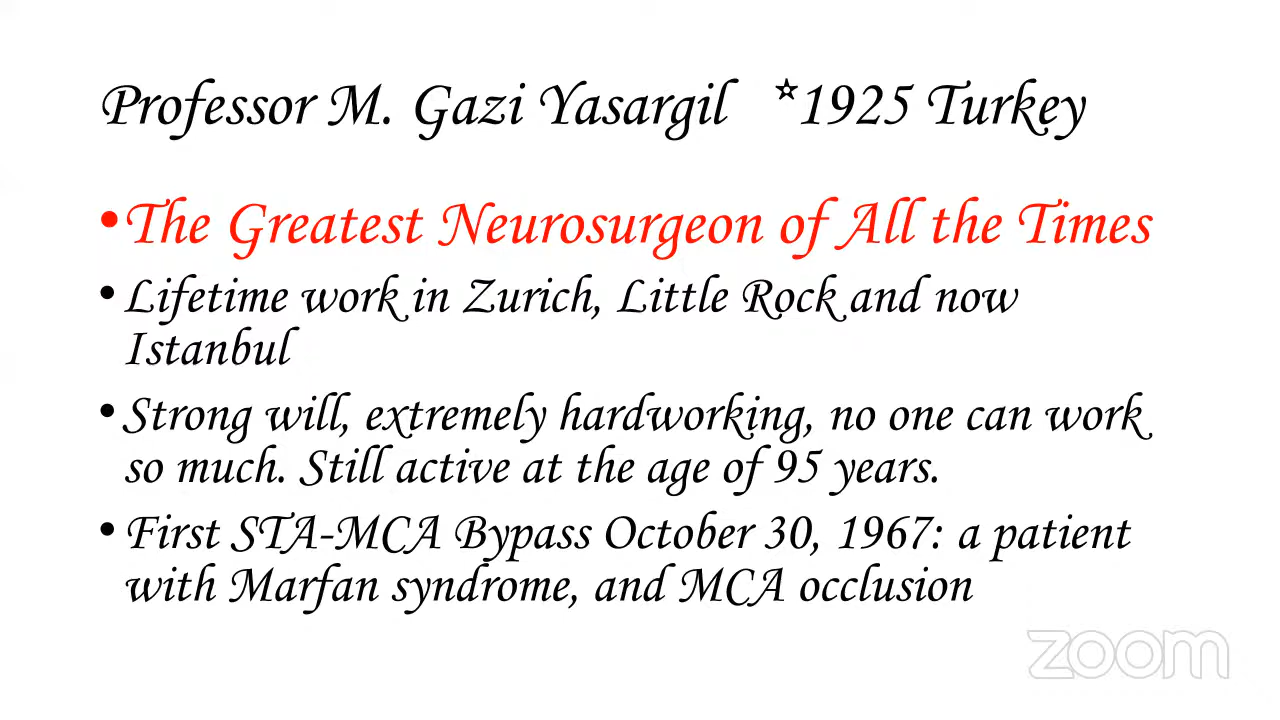 Professor M. Gazi Yasargil *1925 Turkey
•The Greatest Neurosurgeon of All the Times
• Lifetime work in Zurich, Little Rock and now
Istanbul
• Strong will, extremely hardworking, no one can work
so much. Still active at the age of 95 years.
• First STA-MCA Bypass October 30, 1967: a patient
with Marfan syndrome, and MCA occlusion
zoom